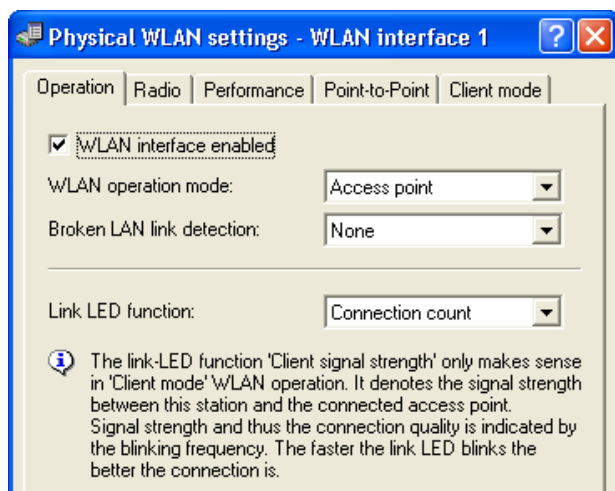 Physical WLAN settings - WLAN interface 1
Operation Radio Performance Point-to-Point Client mode
WLAN interface enabled
WLAN operation mode: Access point
Broken LAN link detection: None
Link LED function: Connection count
The link-LED function 'Client signal strength' only makes sense
in 'Client mode' WLAN operation. It denotes the signal strength
between this station and the connected access point.
Signal strength and thus the connection quality is indicated by
the blinking frequency. The faster the link LED blinks the
better the connection is.